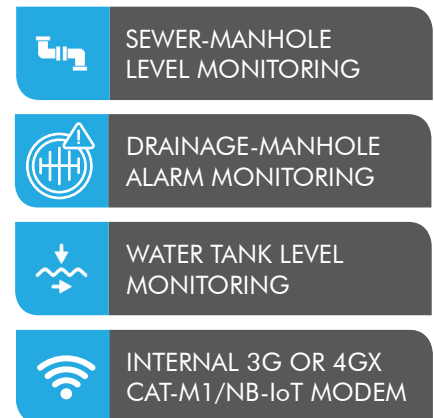 SEWER-MANHOLE
LEVEL MONITORING
DRAINAGE-MANHOLE
ALARM MONITORING
WATER TANK LEVEL
MONITORING
INTERNAL 3G OR 4GX
CAT-M1/NB-IoT MODEM